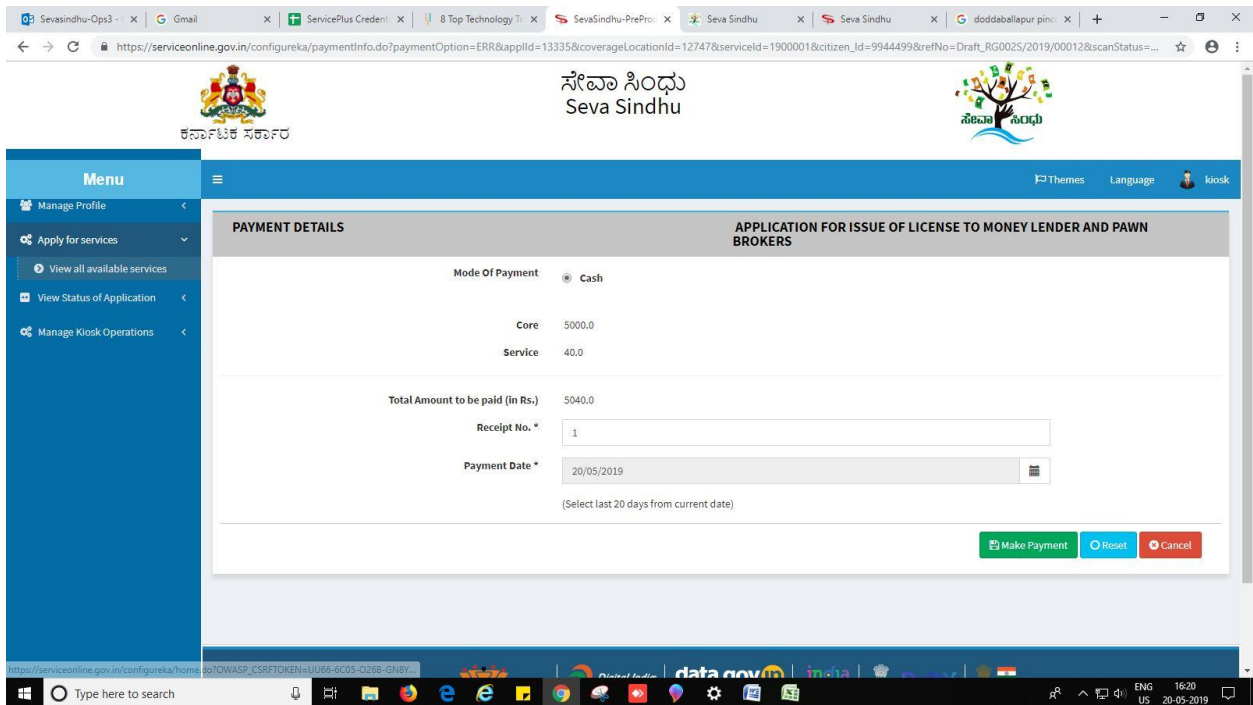 Sevasindhu-Ops3 -
Gmail
ServicePlus Credent
8 Top Technology Tr
SevaSindhu-PreProc
Seva Sindhu
Seva Sindhu
doddaballapur pinc
https://serviceonline.gov.in/configureka/paymentInfo.do?paymentOption=ERR&applId=13335&coverageLocationId=12747&serviceId=1900001&citizen_Id=9944499&refNo=Draft_RG002S/2019/00012&scanStatus=...
ಕರ್ನಾಟಕ ಸರ್ಕಾರ
ಸೇವಾ ಸಿಂಧು
Seva Sindhu
ಸೇವಾ ಸಿಂಧು
Menu
Themes Language kiosk
Manage Profile
Apply for services
View all available services
View Status of Application
Manage Kiosk Operations
PAYMENT DETAILS
APPLICATION FOR ISSUE OF LICENSE TO MONEY LENDER AND PAWN
BROKERS
Mode Of Payment Cash
Core 5000.0
Service 40.0
Total Amount to be paid (in Rs.) 5040.0
Receipt No. * 1
Payment Date * 20/05/2019
(Select last 20 days from current date)
Make Payment Reset Cancel
https://serviceonline.gov.in/configureka/home.do?OWASP_CSRFTOKEN=UU66-6C05-O26B-GN8Y...
Digital India data.gov.in india
Type here to search
ENG
US
16:20
20-05-2019